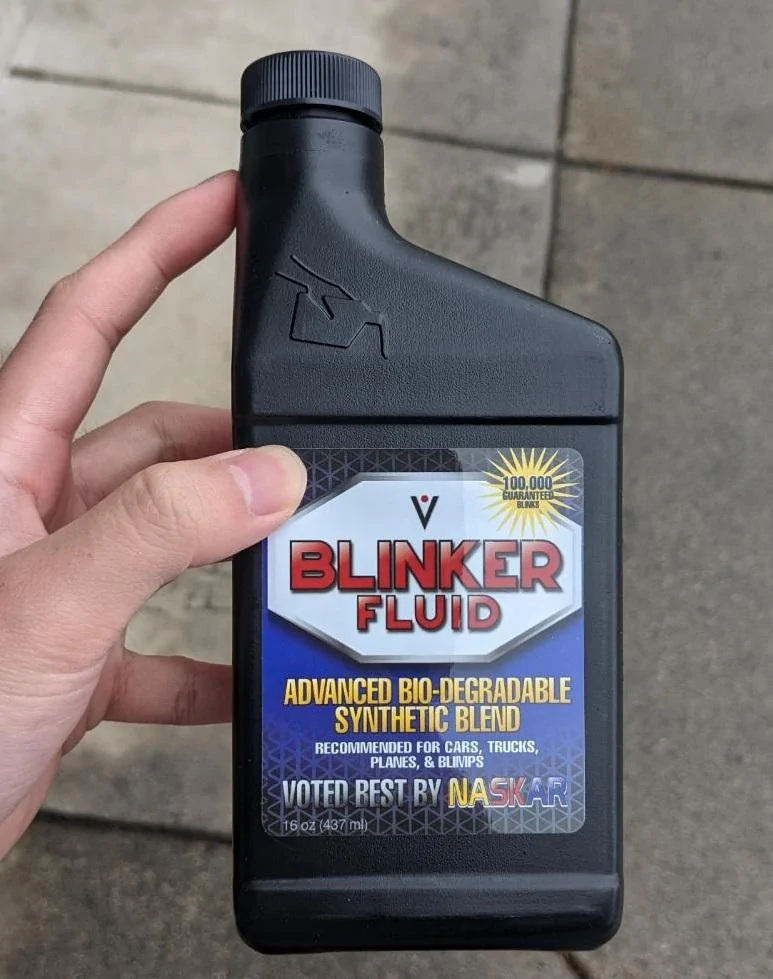 100,000
GUARANTEED
BLINKS
V
BLINKER
FLUID
ADVANCED BIO-DEGRADABLE
SYNTHETIC BLEND
RECOMMENDED FOR CARS, TRUCKS,
PLANES, & BLIMPS
VOTED BEST BY NASKAR
16 oz (437 ml)